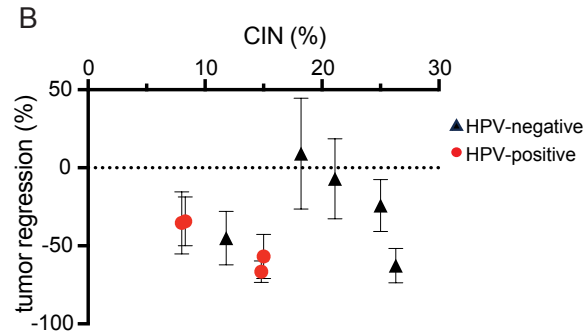 B
CIN (%)
0 10 20 30
50
0
-50
-100
tumor regression (%)
HPV-negative
HPV-positive